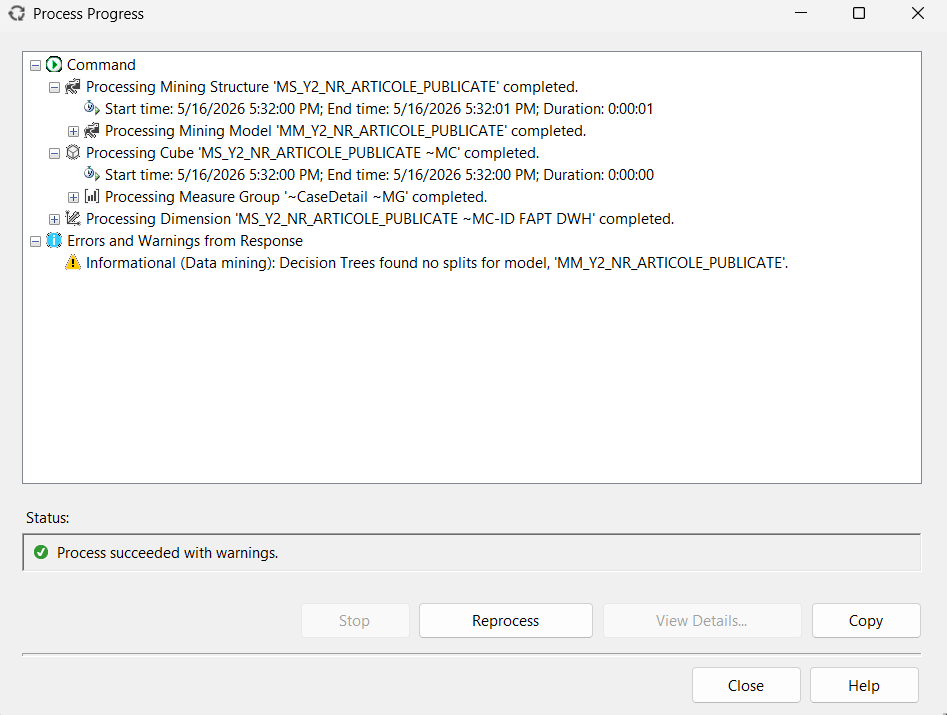 Process Progress
Command
Processing Mining Structure 'MS_Y2_NR_ARTICOLE_PUBLICATE' completed.
Start time: 5/16/2026 5:32:00 PM; End time: 5/16/2026 5:32:01 PM; Duration: 0:00:01
Processing Mining Model 'MM_Y2_NR_ARTICOLE_PUBLICATE' completed.
Processing Cube 'MS_Y2_NR_ARTICOLE_PUBLICATE ~MC' completed.
Start time: 5/16/2026 5:32:00 PM; End time: 5/16/2026 5:32:00 PM; Duration: 0:00:00
Processing Measure Group '~CaseDetail ~MG' completed.
Processing Dimension 'MS_Y2_NR_ARTICOLE_PUBLICATE ~MC-ID FAPT DWH' completed.
Errors and Warnings from Response
Informational (Data mining): Decision Trees found no splits for model, 'MM_Y2_NR_ARTICOLE_PUBLICATE'.
Status:
Process succeeded with warnings.
Stop
Reprocess
View Details...
Copy
Close
Help